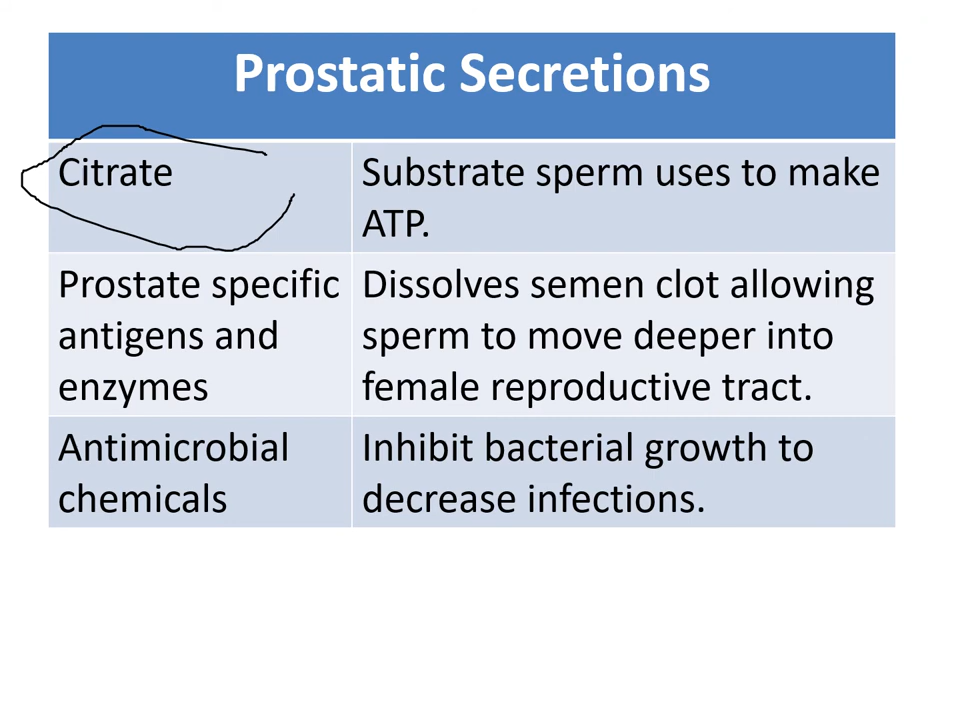 Prostatic Secretions
Citrate
Substrate sperm uses to make
ATP.
Prostate specific
antigens and
enzymes
Dissolves semen clot allowing
sperm to move deeper into
female reproductive tract.
Antimicrobial
chemicals
Inhibit bacterial growth to
decrease infections.